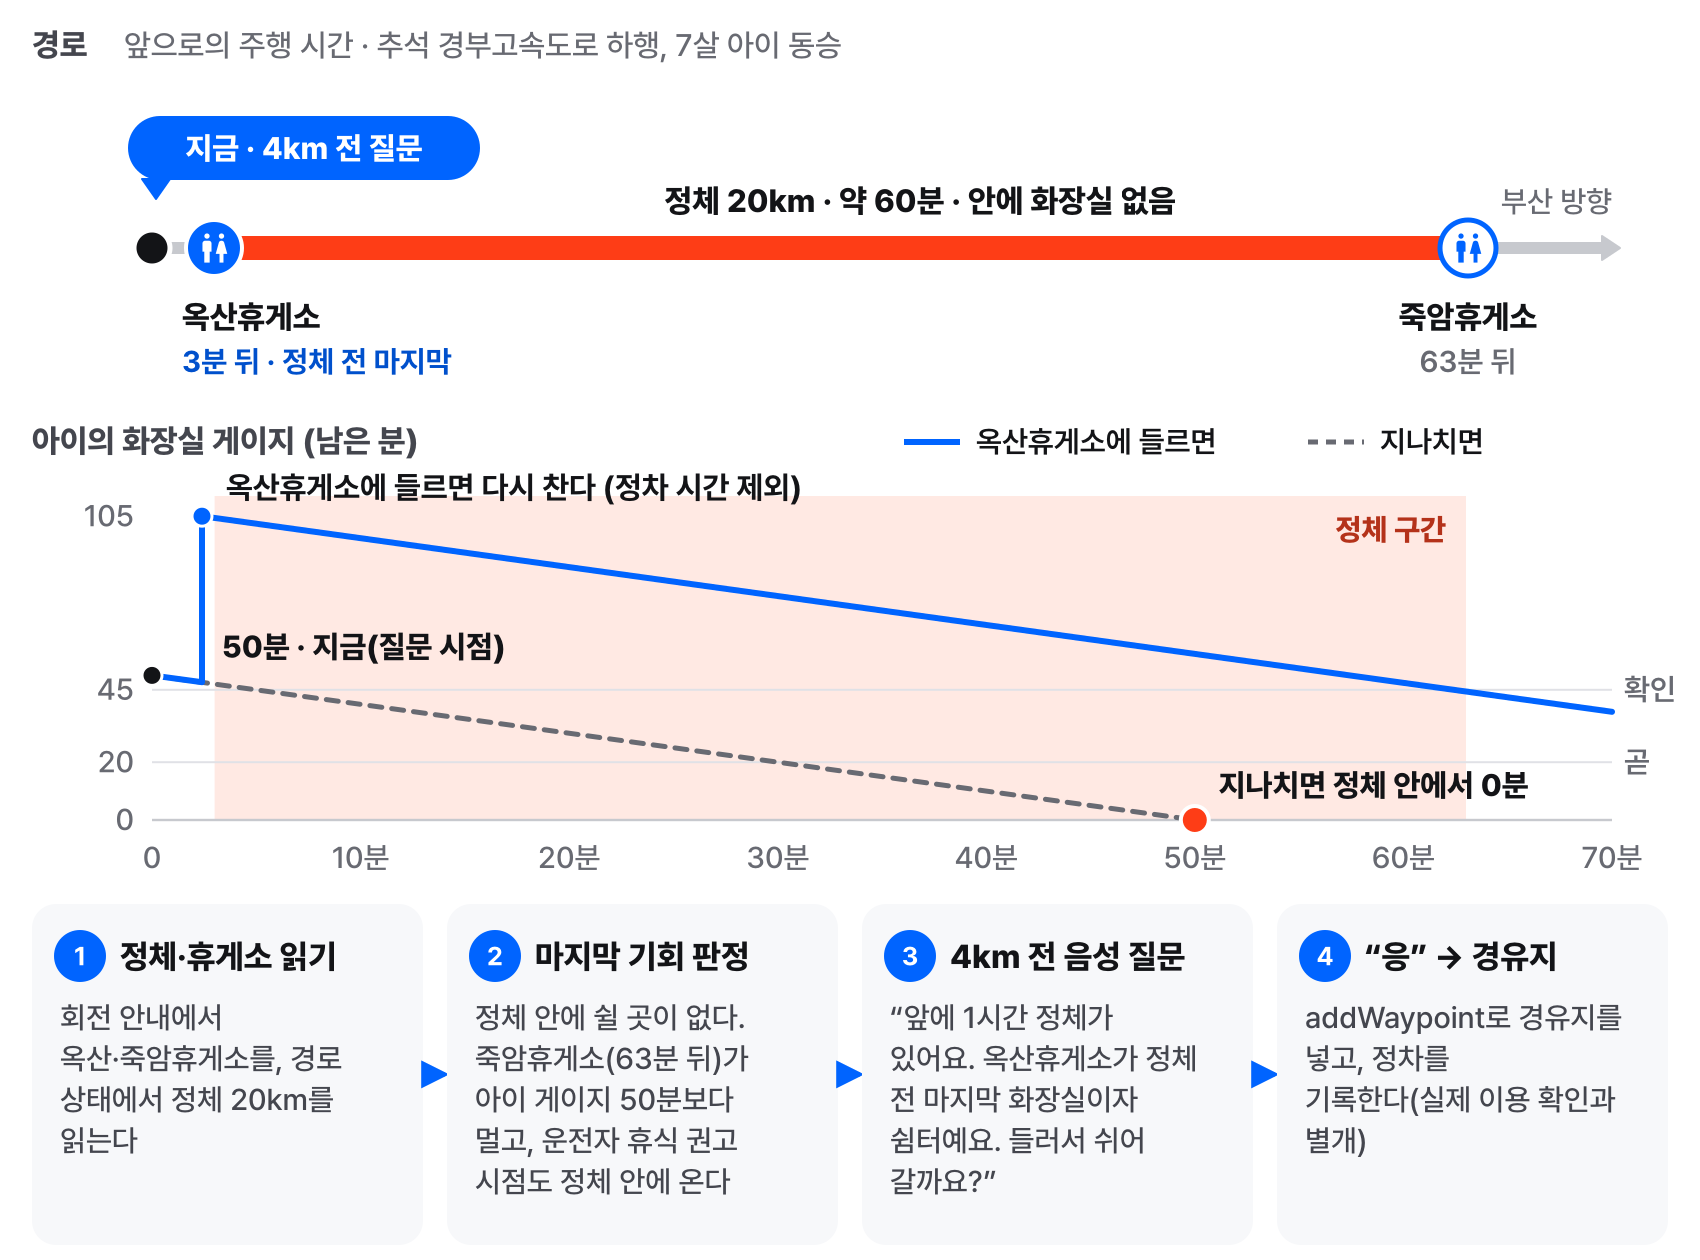 경로 앞으로의 주행 시간 · 추석 경부고속도로 하행, 7살 아이 동승
지금 · 4km 전 질문
정체 20km · 약 60분 · 안에 화장실 없음
부산 방향
옥산휴게소
3분 뒤 · 정체 전 마지막
죽암휴게소
63분 뒤
아이의 화장실 게이지 (남은 분)
옥산휴게소에 들르면
지나치면
옥산휴게소에 들르면 다시 찬다 (정차 시간 제외)
105
정체 구간
50분 · 지금(질문 시점)
45
확인
20
곧
지나치면 정체 안에서 0분
0
0 10분 20분 30분 40분 50분 60분 70분
1 정체·휴게소 읽기
회전 안내에서
옥산·죽암휴게소를, 경로
상태에서 정체 20km를
읽는다
2 마지막 기회 판정
정체 안에 쉴 곳이 없다.
죽암휴게소(63분 뒤)가
아이 게이지 50분보다
멀고, 운전자 휴식 권고
시점도 정체 안에 온다
3 4km 전 음성 질문
“앞에 1시간 정체가
있어요. 옥산휴게소가 정체
전 마지막 화장실이자
쉼터예요. 들러서 쉬어
갈까요?”
4 “응” → 경유지
addWaypoint로 경유지를
넣고, 정차를
기록한다(실제 이용 확인과
별개)